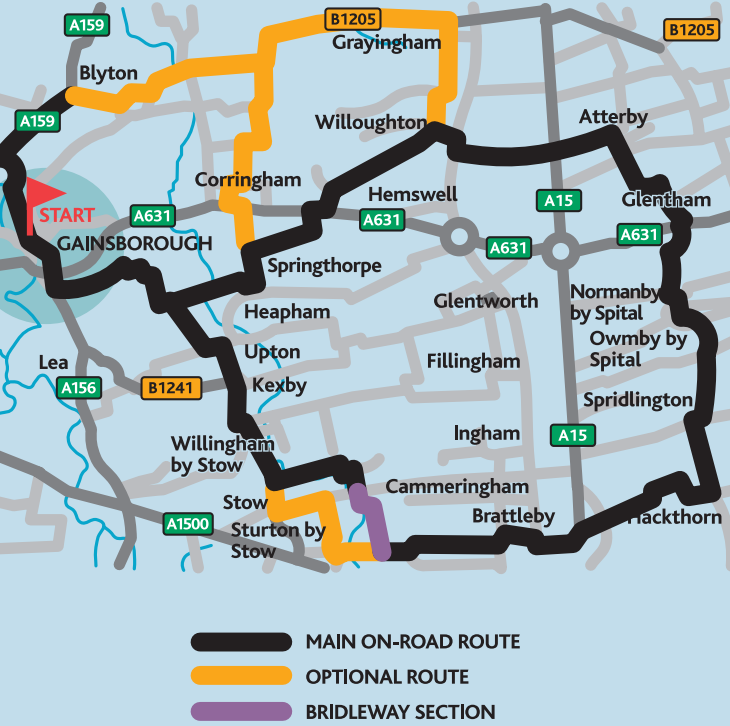 A159
B1205
B1205
Grayingham
Blyton
A159
Willoughton
Atterby
Corringham
Hemswell
A15
Glentham
START
A631
A631
A631
A631
GAINSBOROUGH
Springthorpe
Glentworth
Normanby
by Spital
Heapham
Owmby by
Spital
Upton
Lea
Fillingham
A156
B1241
Kexby
Spridlington
Ingham
A15
Willingham
by Stow
Cammeringham
Stow
Brattleby
Hackthorn
A1500
Sturton by
Stow
MAIN ON-ROAD ROUTE
OPTIONAL ROUTE
BRIDLEWAY SECTION